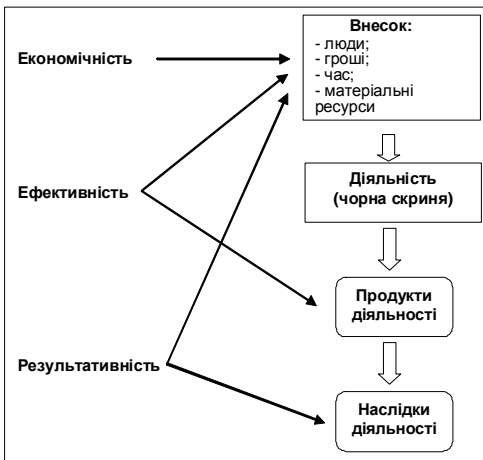 Внесок:
- люди;
- гроші;
- час;
- матеріальні
ресурси
Економічність
Ефективність
Діяльність
(чорна скриня)
Продукти
діяльності
Результативність
Наслідки
діяльності